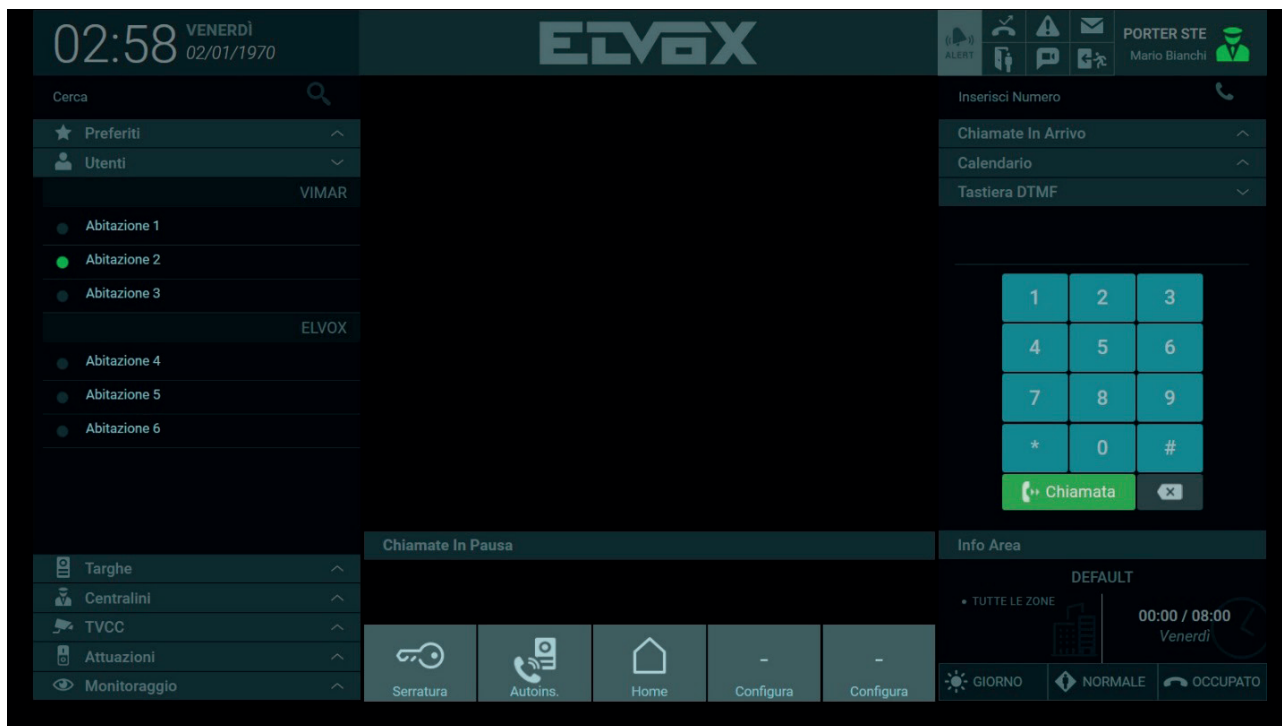 02:58
VENERDÌ
02/01/1970
ELVOX
ALERT
PORTER STE
Mario Bianchi
Cerca
Preferiti
Utenti
VIMAR
Abitazione 1
Abitazione 2
Abitazione 3
ELVOX
Abitazione 4
Abitazione 5
Abitazione 6
Targhe
Centralini
TVCC
Attuazioni
Monitoraggio
Chiamate In Pausa
Serratura
Autoins.
Home
-
Configura
-
Configura
Inserisci Numero
Chiamate In Arrivo
Calendario
Tastiera DTMF
1 2 3
4 5 6
7 8 9
* 0 #
Chiamata
Info Area
DEFAULT
• TUTTE LE ZONE
00:00 / 08:00
Venerdì
GIORNO
NORMALE
OCCUPATO